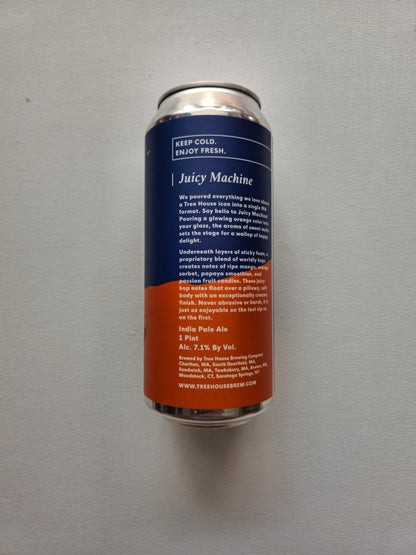 KEEP COLD.
ENJOY FRESH.
Juicy Machine
We poured everything we love about
a Tree House icon into a single IPA
format. Say hello to Juicy Machine!
Pouring a glowing orange color into
your glass, the aroma of sweet malts
sets the stage for a wallop of hoppy
delight.
Underneath layers of sticky foam, a
proprietary blend of worldly hops
creates notes of ripe mango, orange
sorbet, papaya smoothies, and
passion fruit candies. These juicy
hop notes float over a pillowy, soft
body with an exceptionally creamy
finish. Never abrasive or harsh, it is
just as enjoyable on the last sip as
on the first.
India Pale Ale
1 Pint
Alc. 7.1% By Vol.
Brewed by Tree House Brewing Company
Charlton, MA, South Deerfield, MA,
Sandwich, MA, Tewksbury, MA, Boston, MA,
Woodstock, CT, Saratoga Springs, NY
WWW.TREEHOUSEBREW.COM